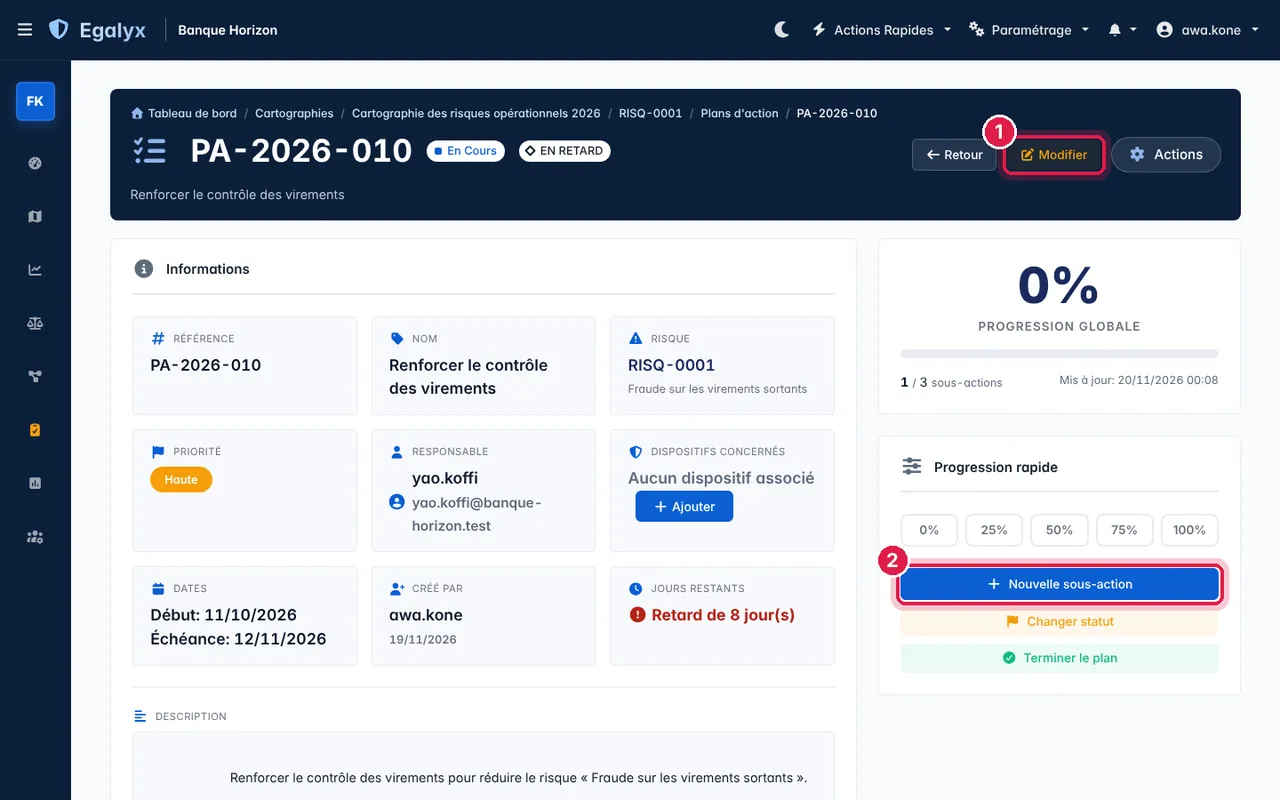 Egalyx
Banque Horizon
Actions Rapides
Paramétrage
awa.kone
FK
Tableau de bord / Cartographies / Cartographie des risques opérationnels 2026 / RISQ-0001 / Plans d'action / PA-2026-010
PA-2026-010
En Cours
EN RETARD
Renforcer le contrôle des virements
Retour
1
Modifier
Actions
Informations
RÉFÉRENCE
PA-2026-010
NOM
Renforcer le contrôle
des virements
RISQUE
RISQ-0001
Fraude sur les virements sortants
PRIORITÉ
Haute
RESPONSABLE
yao.koffi
yao.koffi@banque-
horizon.test
DISPOSITIFS CONCERNÉS
Aucun dispositif associé
+ Ajouter
DATES
Début: 11/10/2026
Échéance: 12/11/2026
CRÉÉ PAR
awa.kone
19/11/2026
JOURS RESTANTS
Retard de 8 jour(s)
DESCRIPTION
Renforcer le contrôle des virements pour réduire le risque « Fraude sur les virements sortants ».
0%
PROGRESSION GLOBALE
1 / 3 sous-actions
Mis à jour: 20/11/2026 00:08
Progression rapide
0%
25%
50%
75%
100%
2
+ Nouvelle sous-action
Changer statut
Terminer le plan